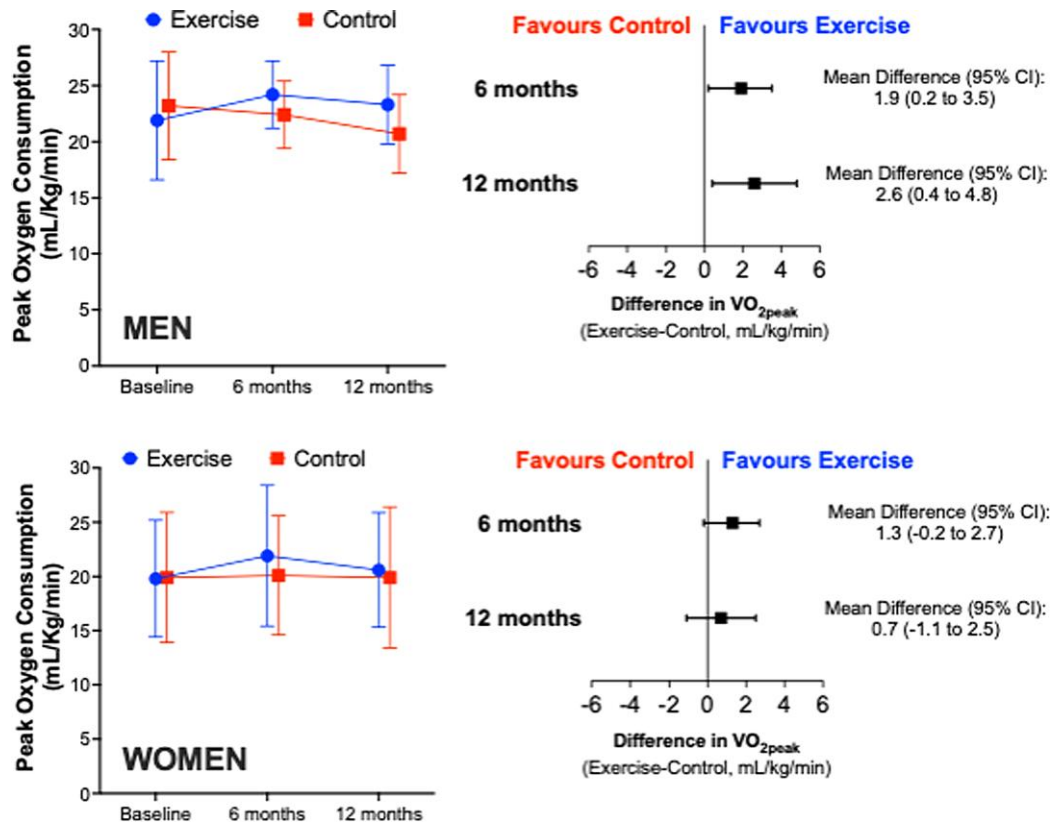 Exercise Control
30
25
20
15
10
5
0
Peak Oxygen Consumption
(mL/Kg/min)
MEN
Baseline 6 months 12 months
Favours Control Favours Exercise
6 months
Mean Difference (95% CI):
1.9 (0.2 to 3.5)
12 months
Mean Difference (95% CI):
2.6 (0.4 to 4.8)
-6 -4 -2 0 2 4 6
Difference in VO2peak
(Exercise-Control, mL/kg/min)
Exercise Control
30
25
20
15
10
5
0
Peak Oxygen Consumption
(mL/Kg/min)
WOMEN
Baseline 6 months 12 months
Favours Control Favours Exercise
6 months
Mean Difference (95% CI):
1.3 (-0.2 to 2.7)
12 months
Mean Difference (95% CI):
0.7 (-1.1 to 2.5)
-6 -4 -2 0 2 4 6
Difference in VO2peak
(Exercise-Control, mL/kg/min)